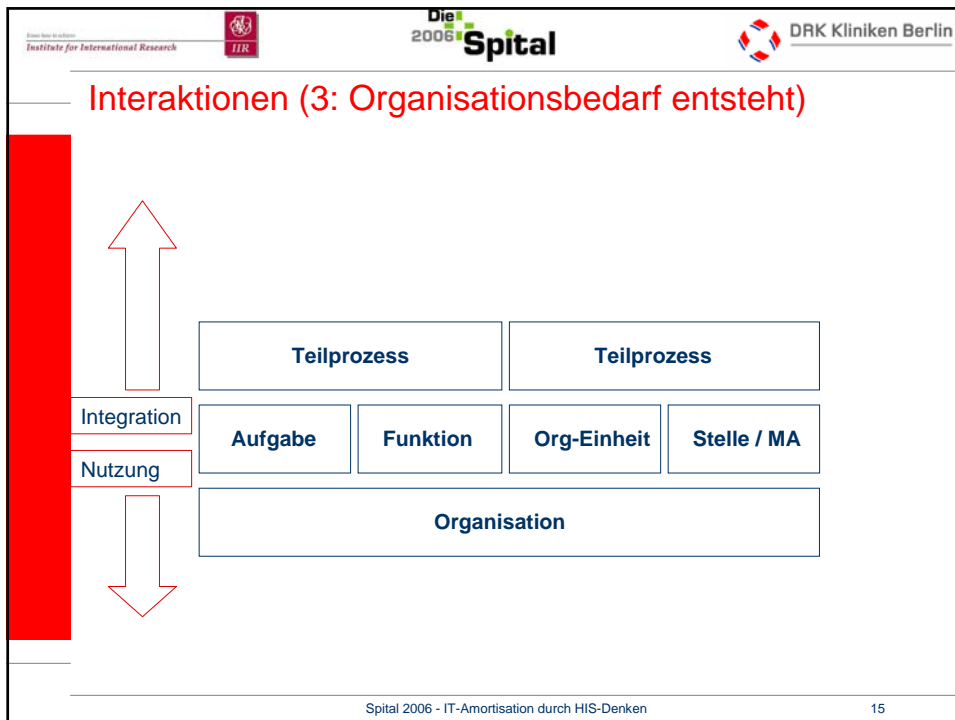 Institute for International Research
IIR
Die
2006 Spital
DRK Kliniken Berlin
Interaktionen (3: Organisationsbedarf entsteht)
Teilprozess Teilprozess
Integration
Aufgabe Funktion Org-Einheit Stelle / MA
Nutzung
Organisation
Spital 2006 - IT-Amortisation durch HIS-Denken 15